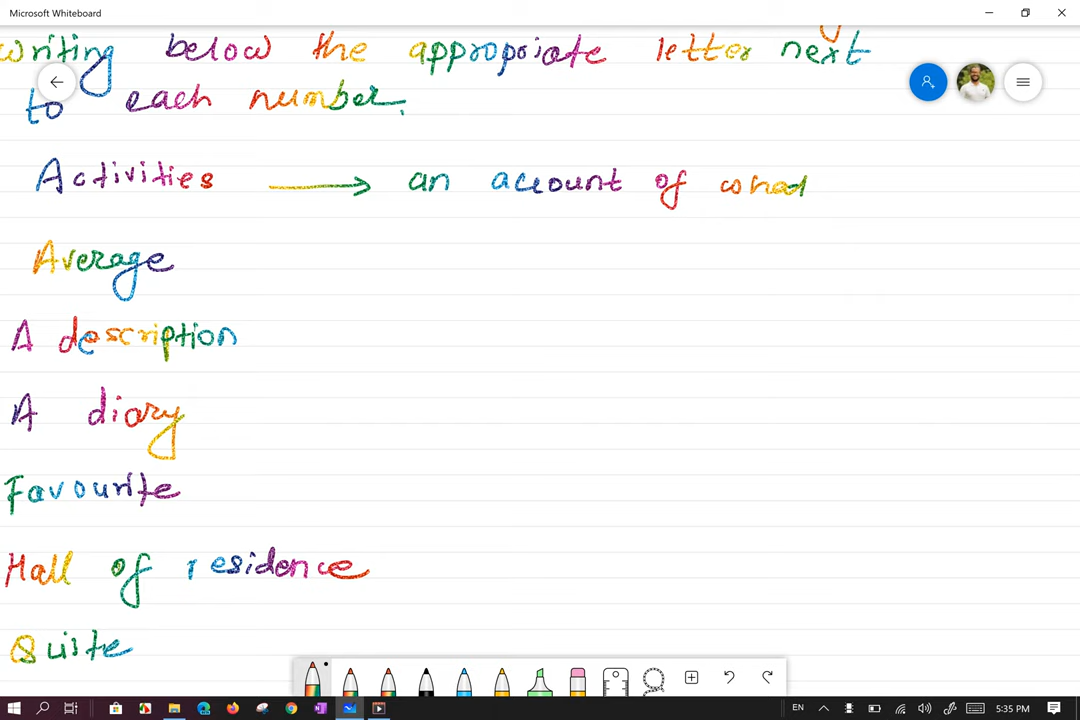 Microsoft Whiteboard
writing below the appropriate letter next
to each number.
Activities → an account of what
Average
A description
A diary
Favourite
Hall of residence
Quite
EN
5:35 PM